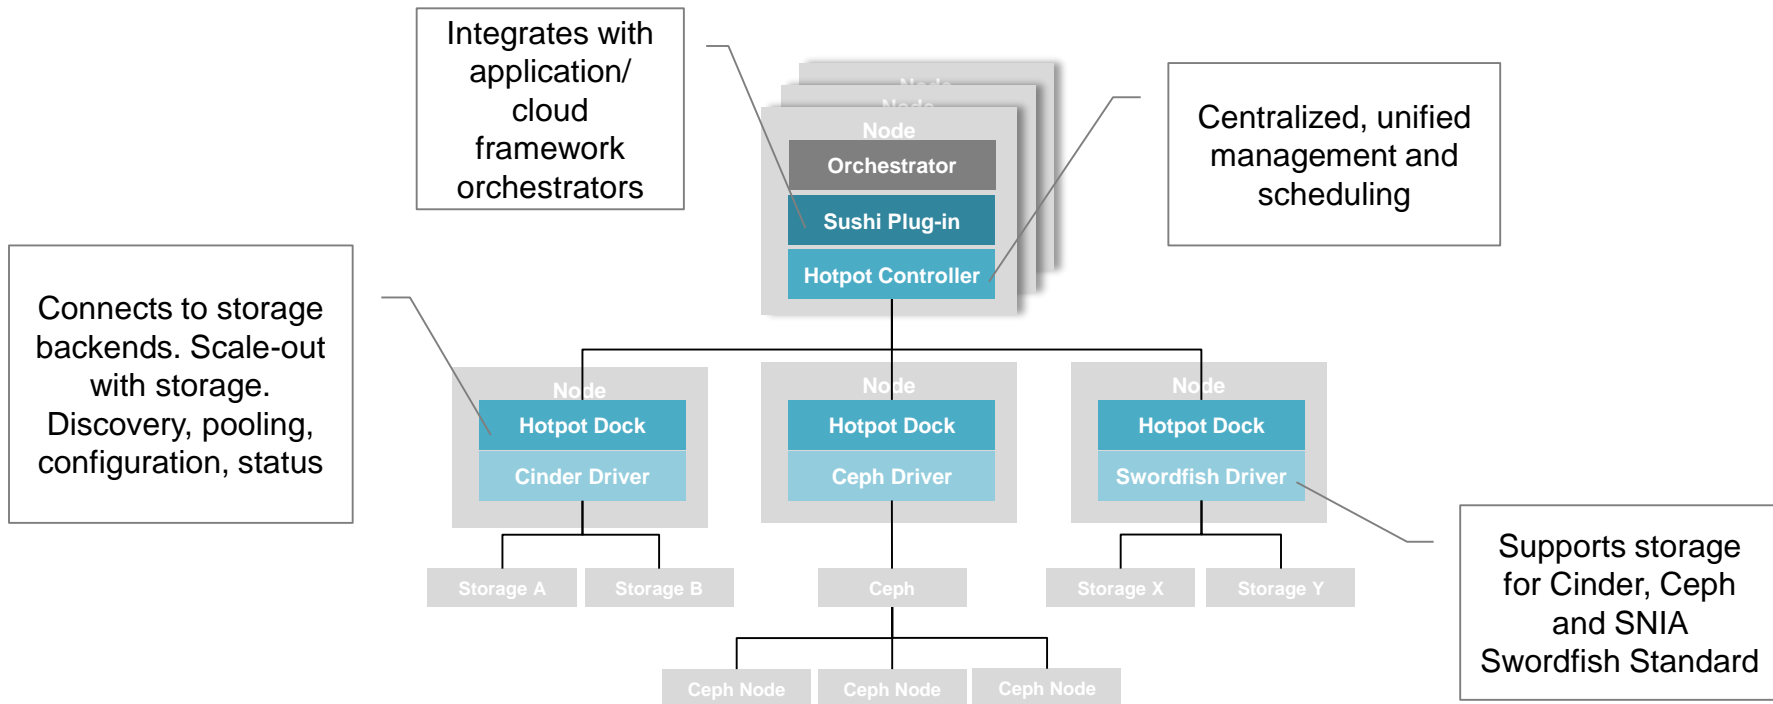 Integrates with
application/
cloud
framework
orchestrators
Node
Node
Node
Orchestrator
Sushi Plug-in
Hotpot Controller
Centralized, unified
management and
scheduling
Connects to storage
backends. Scale-out
with storage.
Discovery, pooling,
configuration, status
Node
Hotpot Dock
Cinder Driver
Node
Hotpot Dock
Ceph Driver
Node
Hotpot Dock
Swordfish Driver
Storage A
Storage B
Ceph
Storage X
Storage Y
Ceph Node
Ceph Node
Ceph Node
Supports storage
for Cinder, Ceph
and SNIA
Swordfish Standard